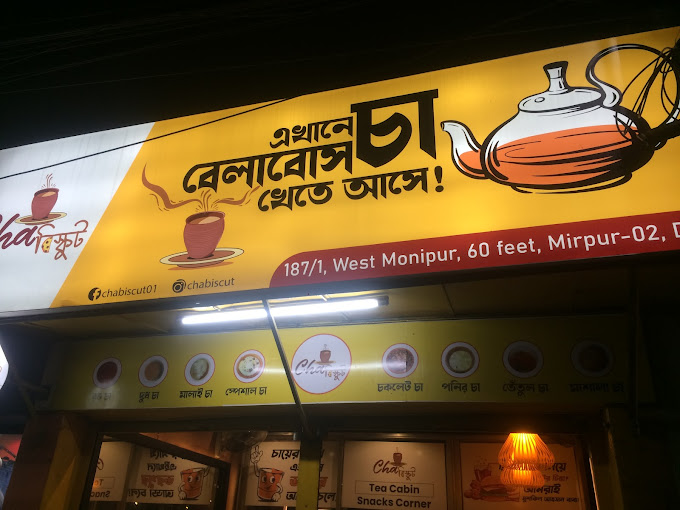 Cha বিস্কুট
এখানে
বেলাবোস চা
খেতে আসে!
chabiscut01 chabiscut
187/1, West Monipur, 60 feet, Mirpur-02,
দুধ চা
মালাই চা
স্পেশাল চা
Cha বিস্কুট
চকলেট চা
পনির চা
তেঁতুল চা
মাশালা চা
চায়ের
Cha বিস্কুট
Tea Cabin
Snacks Corner